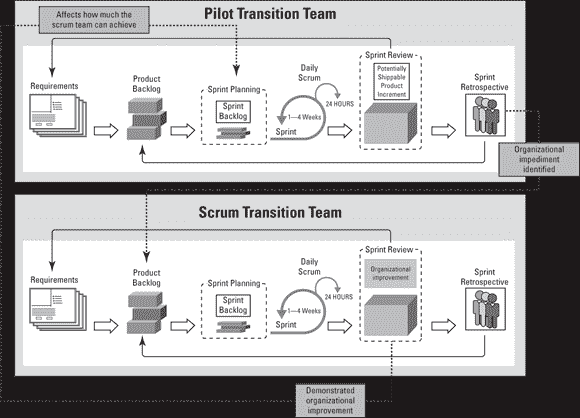 Affects how much the
scrum team can achieve
Pilot Transition Team
Requirements
Product
Backlog
Sprint Planning
Sprint
Backlog
Daily
Scrum
24 HOURS
1—4 Weeks
Sprint
Sprint Review
Potentially
Shippable
Product
Increment
Sprint
Retrospective
Organizational
impediment
identified
Scrum Transition Team
Requirements
Product
Backlog
Sprint Planning
Sprint
Backlog
Daily
Scrum
24 HOURS
1—4 Weeks
Sprint
Sprint Review
Organizational
improvement
Sprint
Retrospective
Demonstrated
organizational
improvement